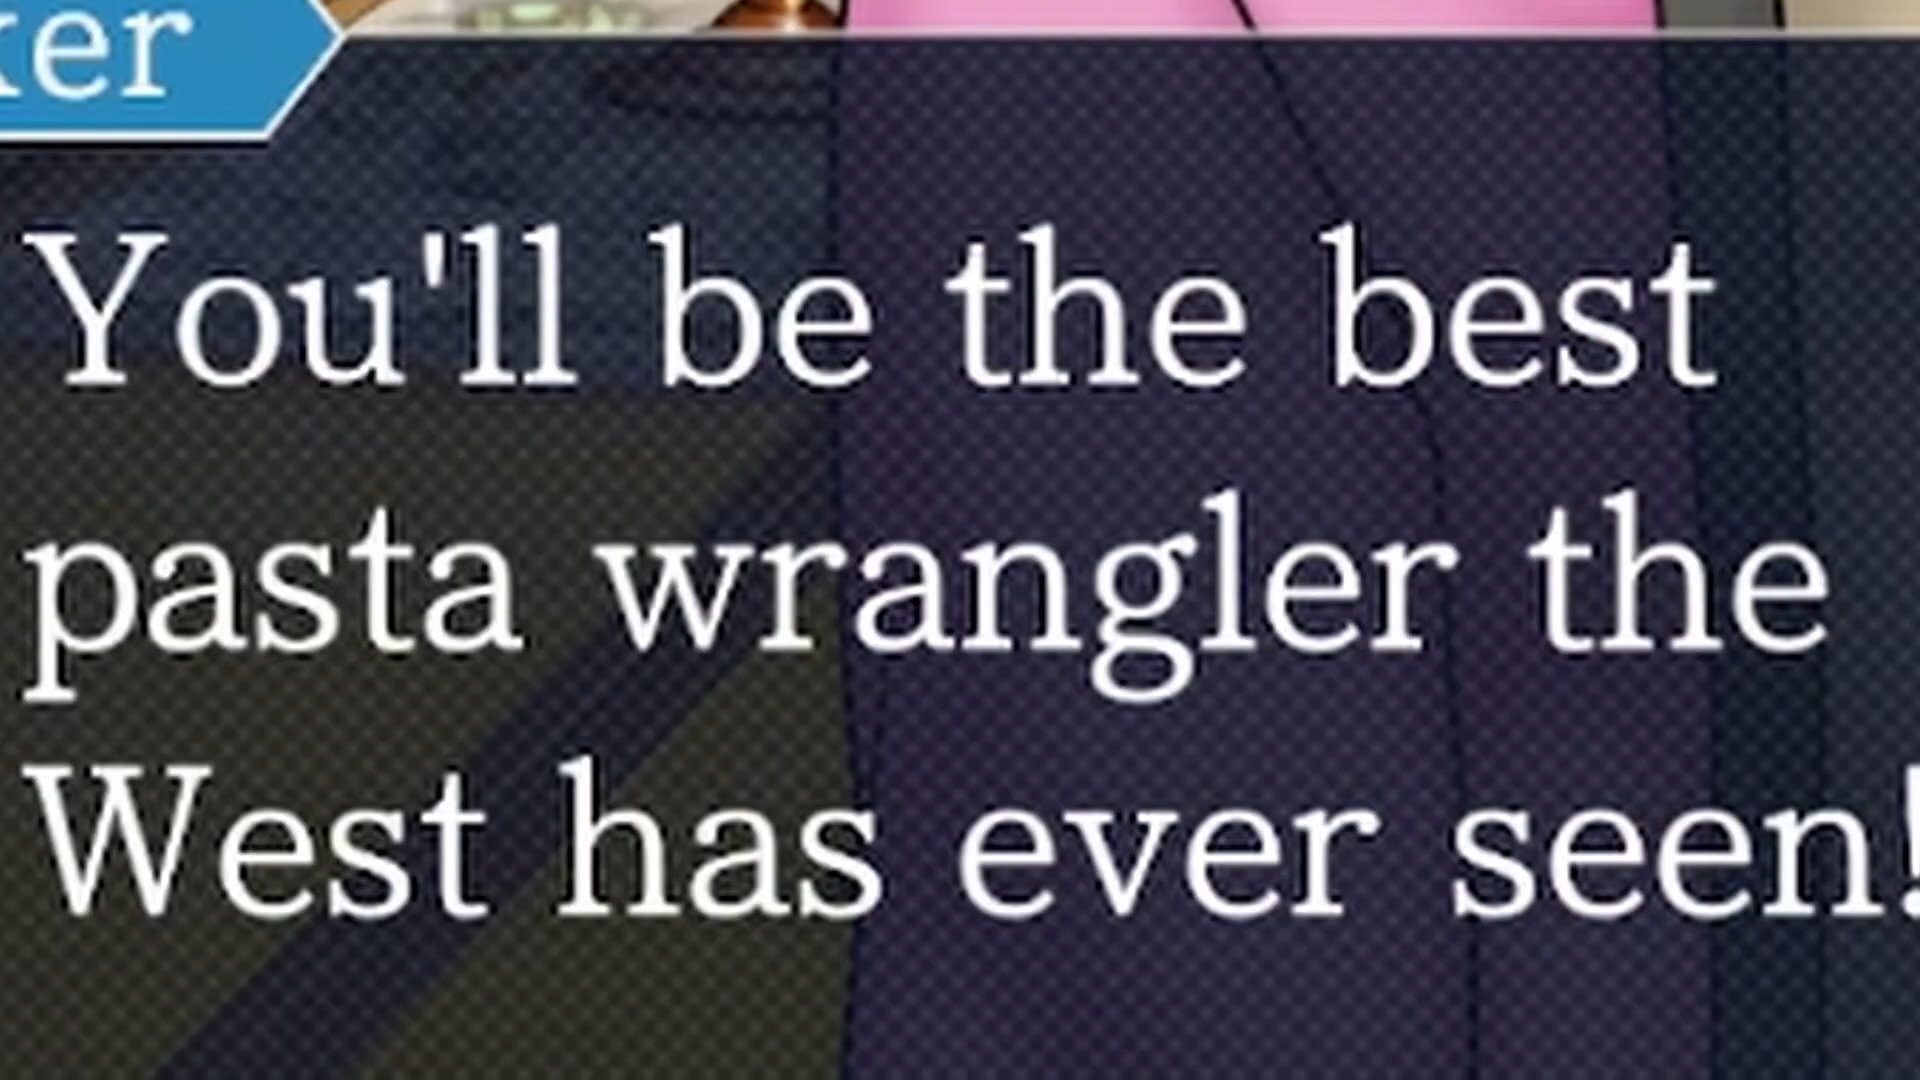 ker
You'll be the best
pasta wrangler the
West has ever seen!